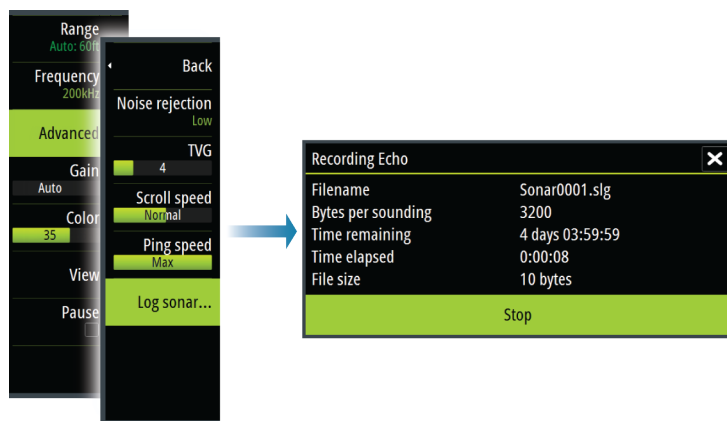 Range
Auto: 60ft
Frequency
200kHz
Advanced
Gain
Auto
Color
35
View
Pause
Back
Noise rejection
Low
TVG
4
Scroll speed
Normal
Ping speed
Max
Log sonar...
Recording Echo
Filename Sonar0001.slg
Bytes per sounding 3200
Time remaining 4 days 03:59:59
Time elapsed 0:00:08
File size 10 bytes
Stop